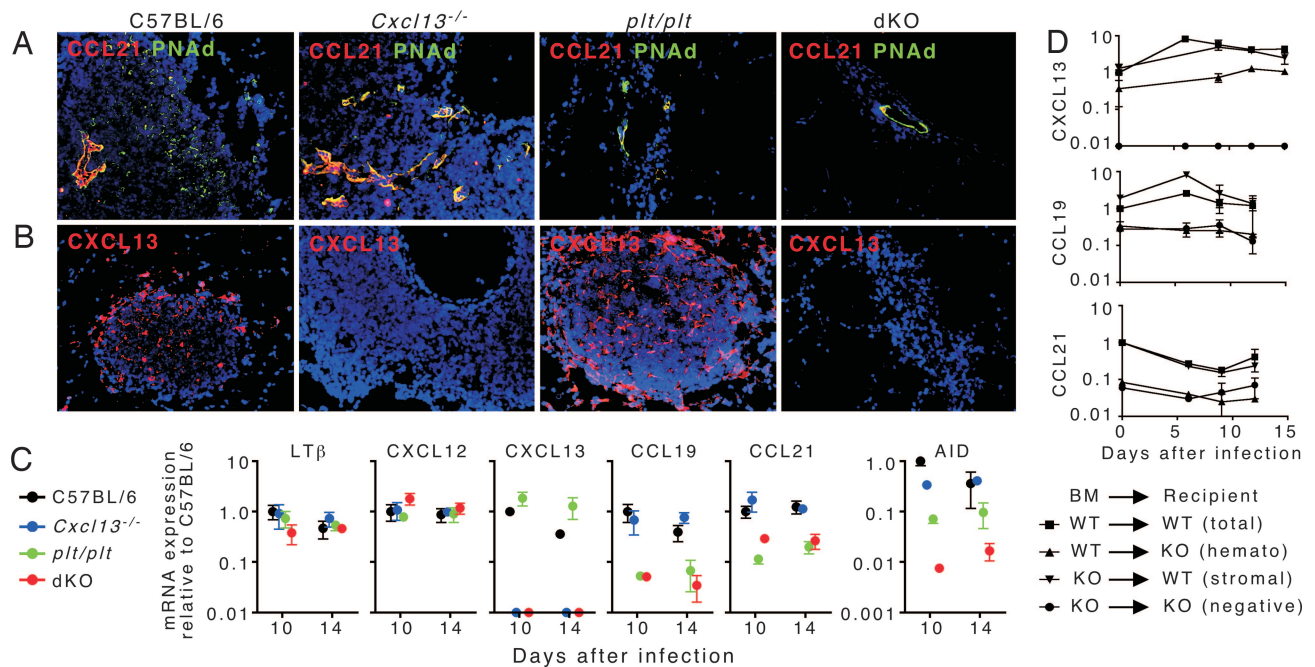 C57BL/6 Cxcl13-/- plt/plt dKO
A
CCL21 PNAd
CCL21 PNAd
CCL21 PNAd
CCL21 PNAd
B
CXCL13
CXCL13
CXCL13
CXCL13
C
C57BL/6
Cxcl13-/-
plt/plt
dKO
mRNA expression
relative to C57BL/6
LTβ CXCL12 CXCL13 CCL19 CCL21 AID
10
1.0
0.1
0.01
1.0
0.1
0.01
0.001
10 14 10 14 10 14 10 14 10 14 10 14
Days after infection
D
CXCL13
10
1
0.1
0.01
CCL19
10
1
0.1
0.01
CCL21
10
1
0.1
0.01
0 5 10 15
Days after infection
BM Recipient
WT WT (total)
WT KO (hemato)
KO WT (stromal)
KO KO (negative)